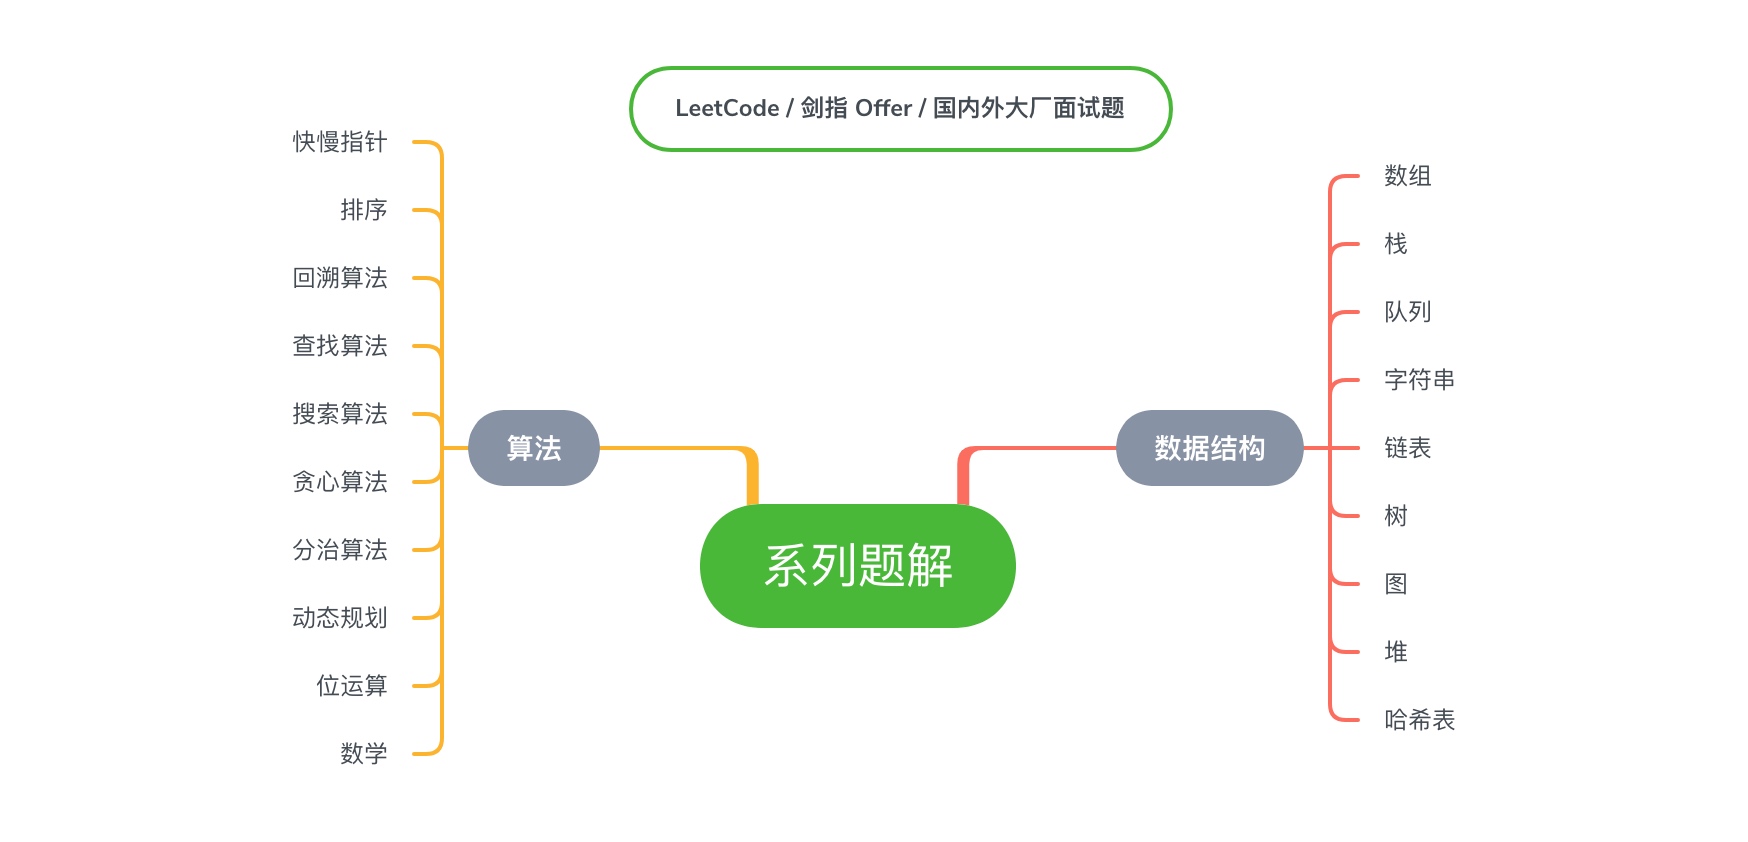 LeetCode / 剑指 Offer / 国内外大厂面试题
快慢指针
排序
回溯算法
查找算法
搜索算法
贪心算法
分治算法
动态规划
位运算
数学
算法
系列题解
数据结构
数组
栈
队列
字符串
链表
树
图
堆
哈希表